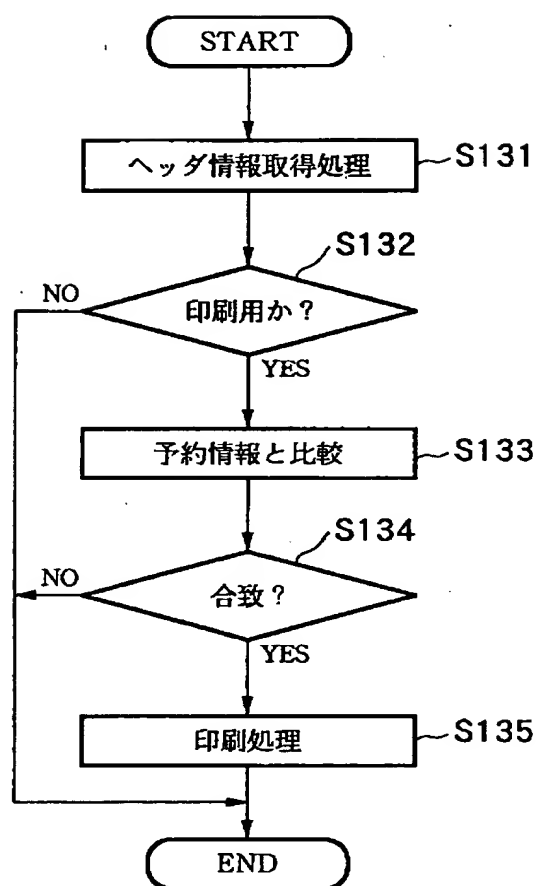 START
ヘッダ情報取得処理
S131
S132
印刷用か?
NO
YES
予約情報と比較
S133
S134
合致?
NO
YES
印刷処理
S135
END